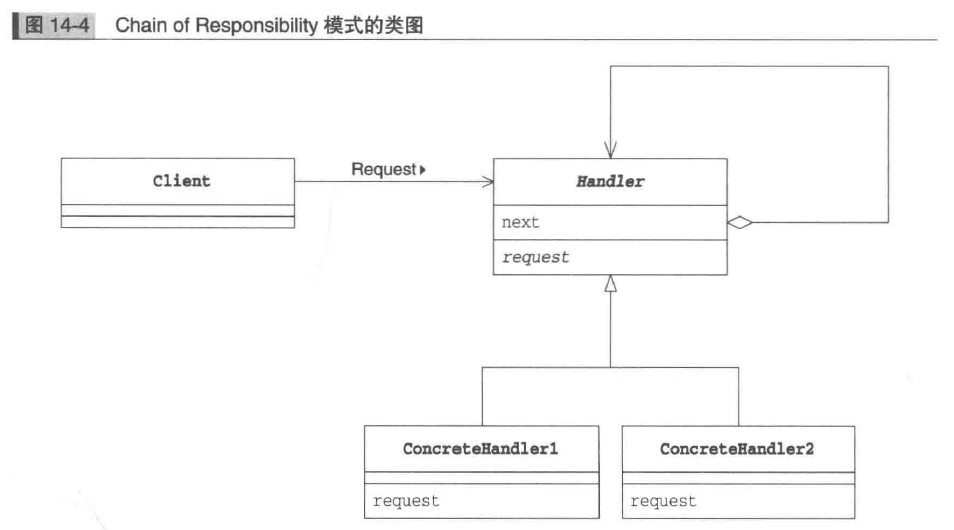 图 14-4 Chain of Responsibility 模式的类图
Client
Request
Handler
next
request
ConcreteHandler1
request
ConcreteHandler2
request